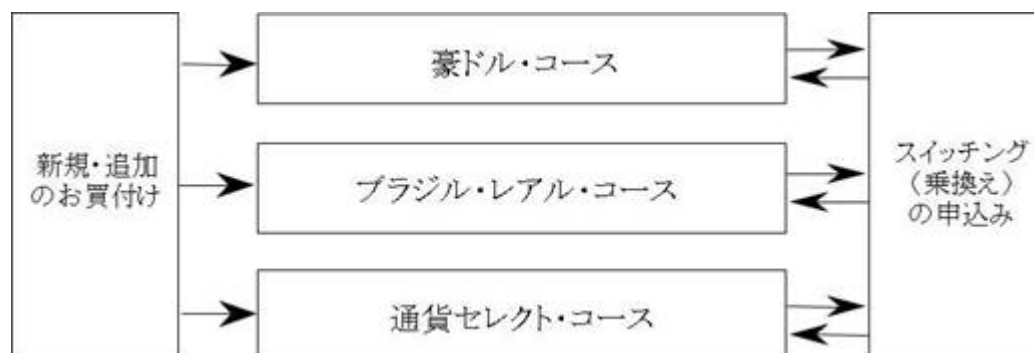 新規・追加
のお買付け
豪ドル・コース
ブラジル・レアル・コース
通貨セレクト・コース
スイッチング
（乗換え）
の申込み